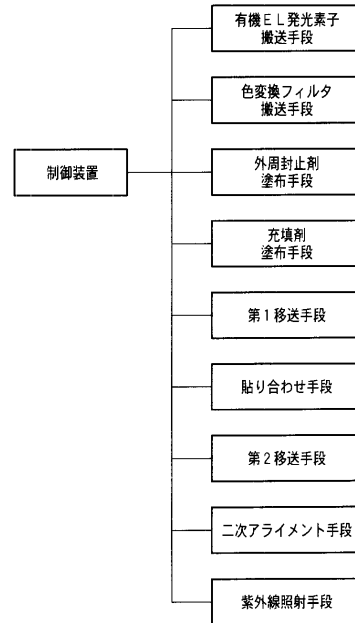 有機ＥＬ発光素子
搬送手段
色変換フィルタ
搬送手段
制御装置
外周封止剤
塗布手段
充填剤
塗布手段
第１移送手段
貼り合わせ手段
第２移送手段
二次アライメント手段
紫外線照射手段